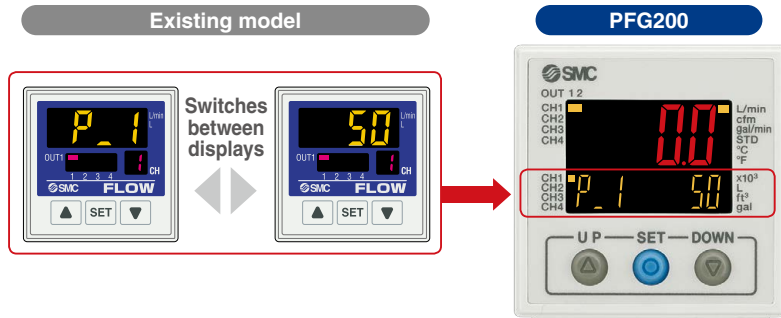 Existing model
PFG200
P_1
L/min
L
OUT1
1
CH
1 2 3 4
SMC FLOW
SET
Switches
between
displays
50
L/min
L
OUT1
1
CH
1 2 3 4
SMC FLOW
SET
SMC
OUT 1 2
CH1
CH2
CH3
CH4
0.0
L/min
cfm
gal/min
STD
°C
°F
CH1
CH2
CH3
CH4
P_1 50
x10³
L
ft³
gal
UP SET DOWN